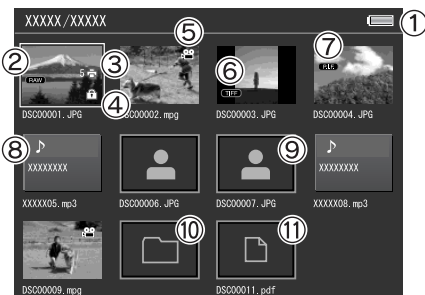 XXXXX/XXXXX ①
② RAW 5 ③ ④ ⑤ ⑥ TIFF ⑦ P.I.F.
DSC00001.JPG DSC00002.mpg DSC00003.JPG DSC00004.JPG
⑧ XXXXXXXX ⑨ XXXXXXXX
XXXXX05.mp3 DSC00006.JPG DSC00007.JPG XXXXX08.mp3
⑩ ⑪
DSC00009.mpg DSC00011.pdf